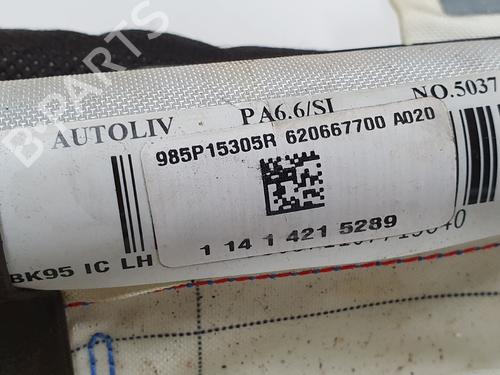 B-PARTS
AUTOLIV PA6.6/SI NO.5037
985P15305R 620667700 A020
1 14 1 421 5289
BK95 IC LH